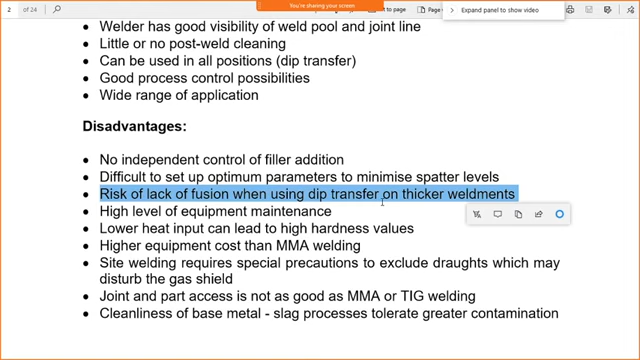 2 of 24
You're sharing your screen
to page
Page
Expand panel to show video
• Welder has good visibility of weld pool and joint line
• Little or no post-weld cleaning
• Can be used in all positions (dip transfer)
• Good process control possibilities
• Wide range of application
Disadvantages:
• No independent control of filler addition
• Difficult to set up optimum parameters to minimise spatter levels
• Risk of lack of fusion when using dip transfer on thicker weldments
• High level of equipment maintenance
• Lower heat input can lead to high hardness values
• Higher equipment cost than MMA welding
• Site welding requires special precautions to exclude draughts which may
disturb the gas shield
• Joint and part access is not as good as MMA or TIG welding
• Cleanliness of base metal - slag processes tolerate greater contamination